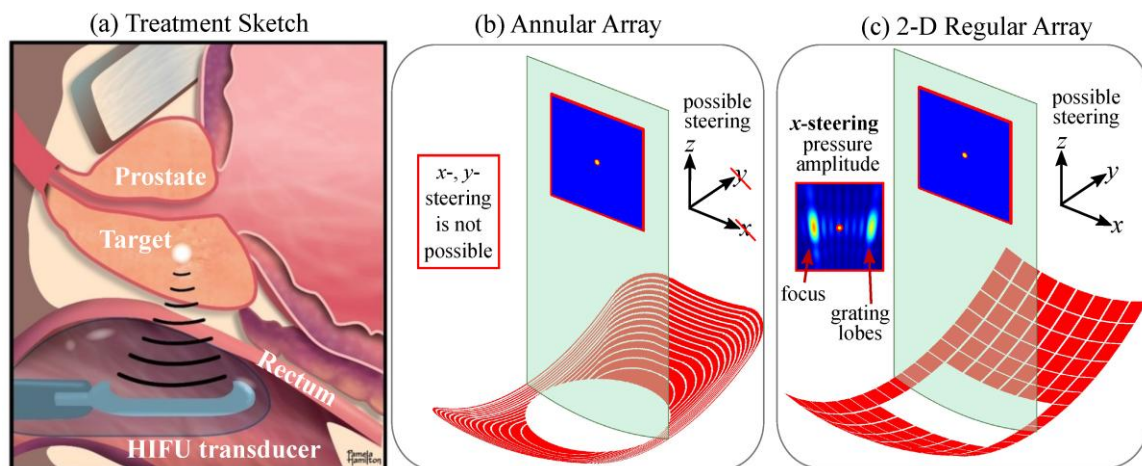 (a) Treatment Sketch
Prostate
Target
Rectum
HIFU transducer
Pamela
Hamilton
(b) Annular Array
x-, y-
steering
is not
possible
possible
steering
z
y
x
(c) 2-D Regular Array
x-steering
pressure
amplitude
focus
grating
lobes
possible
steering
z
y
x